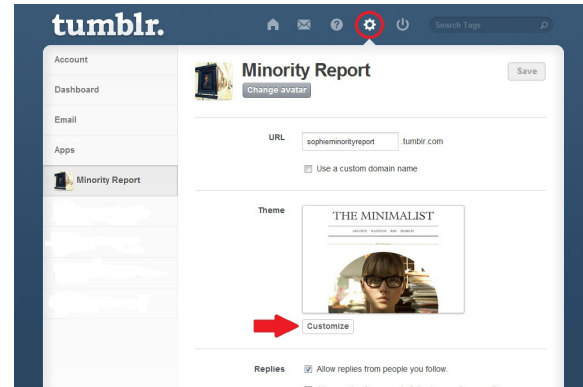 tumblr.
Search Tags
Account
Dashboard
Email
Apps
Minority Report
Minority Report
Change avatar
Save
URL
sophieminorityreport .tumblr.com
Use a custom domain name
Theme
THE MINIMALIST
Customize
Replies
Allow replies from people you follow.